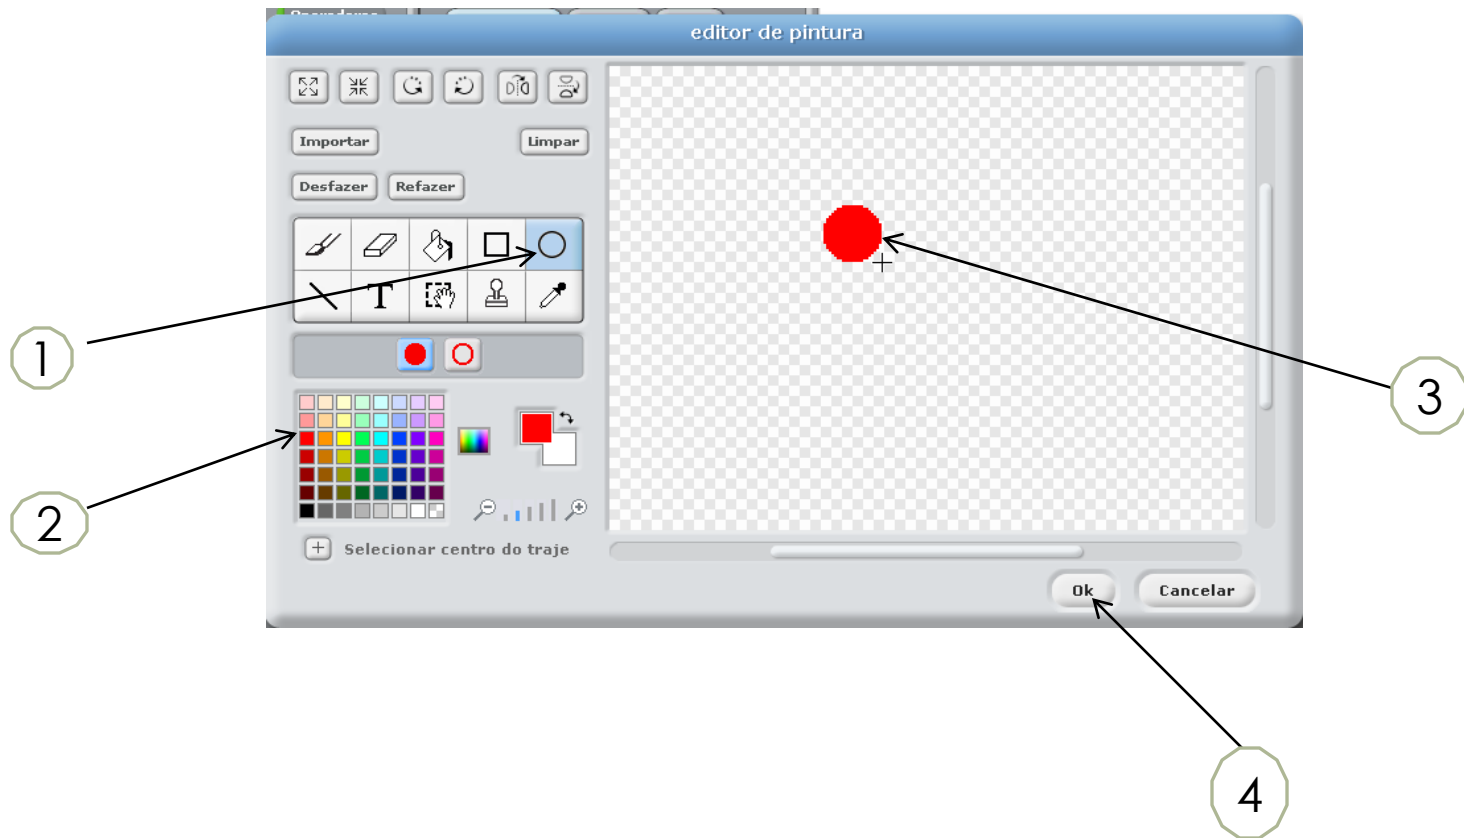 editor de pintura
Importar
Limpar
Desfazer
Refazer
T
1
2
3
Selecionar centro do traje
Ok
Cancelar
4